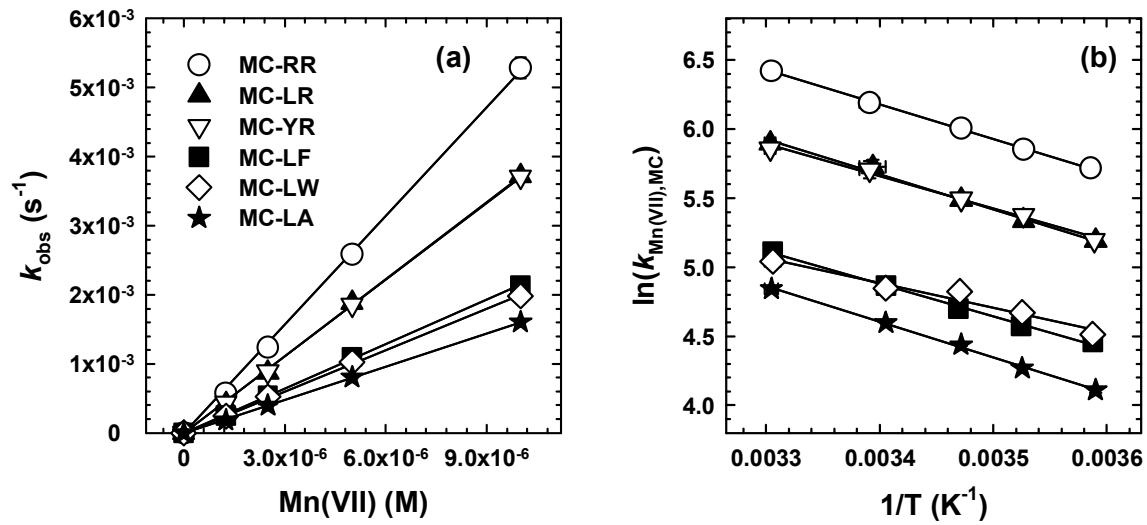 (a)
k_obs (s⁻¹)
6x10⁻³
5x10⁻³
4x10⁻³
3x10⁻³
2x10⁻³
1x10⁻³
0
MC-RR
MC-LR
MC-YR
MC-LF
MC-LW
MC-LA
0 3.0x10⁻⁶ 6.0x10⁻⁶ 9.0x10⁻⁶
Mn(VII) (M)
(b)
ln(k_Mn(VII),MC)
6.5
6.0
5.5
5.0
4.5
4.0
0.0033 0.0034 0.0035 0.0036
1/T (K⁻¹)